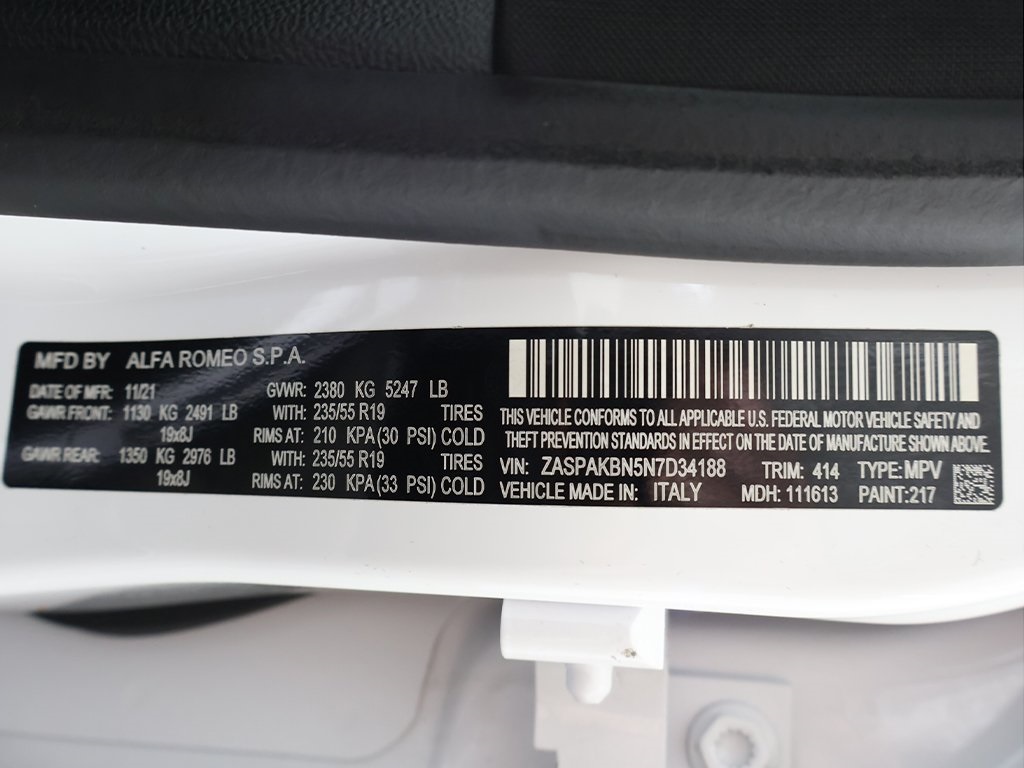 MFD BY ALFA ROMEO S.P.A.
DATE OF MFR: 11/21 GVWR: 2380 KG 5247 LB
GAWR FRONT: 1130 KG 2491 LB WITH: 235/55 R19 TIRES
19x8J RIMS AT: 210 KPA(30 PSI) COLD
GAWR REAR: 1350 KG 2976 LB WITH: 235/55 R19 TIRES
19x8J RIMS AT: 230 KPA(33 PSI) COLD
THIS VEHICLE CONFORMS TO ALL APPLICABLE U.S. FEDERAL MOTOR VEHICLE SAFETY AND
THEFT PREVENTION STANDARDS IN EFFECT ON THE DATE OF MANUFACTURE SHOWN ABOVE.
VIN: ZASPAKBN5N7D34188 TRIM: 414 TYPE: MPV
VEHICLE MADE IN: ITALY MDH: 111613 PAINT:217